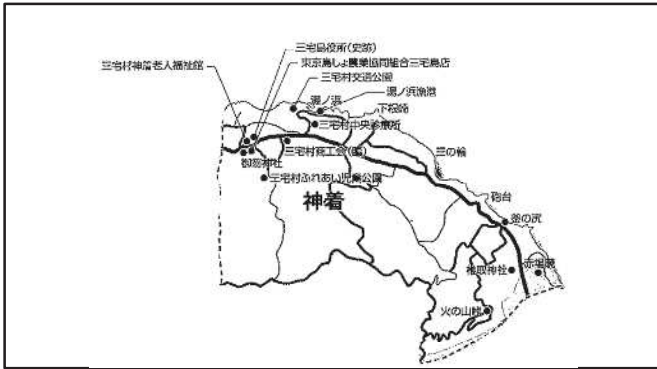 三宅島役所(史跡)
三宅村神着老人福祉館
東京島しょ農業協同組合三宅島店
三宅村交通公園
湯ノ浜漁港
湯ノ浜
下根崎
三宅村中央診療所
三宅村商工会(館)
三の輪
御笏神社
三宅村ふれあい児童公園
神着
砲台
釜の尻
椎取神社
赤場暁
火の山峠